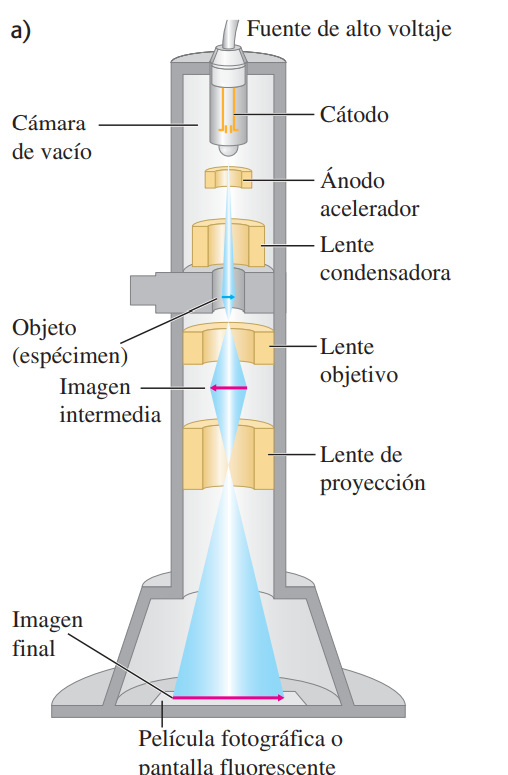 a)
Fuente de alto voltaje
Cámara
de vacío
Cátodo
Ánodo
acelerador
Lente
condensadora
Objeto
(espécimen)
Lente
objetivo
Imagen
intermedia
Lente de
proyección
Imagen
final
Película fotográfica o
pantalla fluorescente